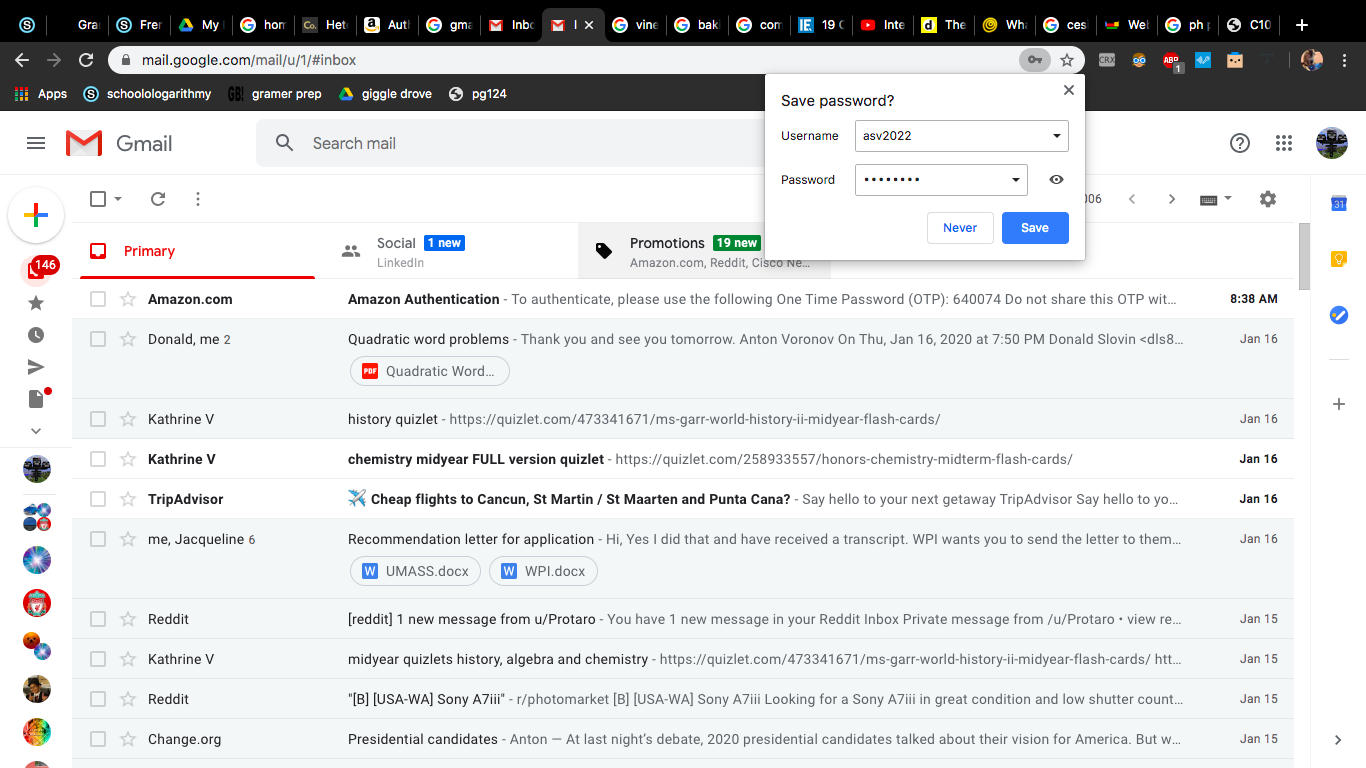 Gra
Frer
My l
hom
Co.
Hete
Auth
gma
Inbo
I
vine
bakl
com
IE
19 C
Inte
d
The
Wha
cesi
Web
ph p
C10
mail.google.com/mail/u/1/#inbox
CRX
ABP
1
Apps
schoolologarithmy
GB!
gramer prep
giggle drove
pg124
Save password?
Username
asv2022
Password
••••••••
Never
Save
Gmail
Search mail
006
31
146
Primary
Social
1 new
LinkedIn
Promotions
19 new
Amazon.com, Reddit, Cisco Ne…
Amazon.com Amazon Authentication - To authenticate, please use the following One Time Password (OTP): 640074 Do not share this OTP wit… 8:38 AM
Donald, me 2 Quadratic word problems - Thank you and see you tomorrow. Anton Voronov On Thu, Jan 16, 2020 at 7:50 PM Donald Slovin <dls8… Jan 16
PDF Quadratic Word…
Kathrine V history quizlet - https://quizlet.com/473341671/ms-garr-world-history-ii-midyear-flash-cards/ Jan 16
Kathrine V chemistry midyear FULL version quizlet - https://quizlet.com/258933557/honors-chemistry-midterm-flash-cards/ Jan 16
TripAdvisor ✈️ Cheap flights to Cancun, St Martin / St Maarten and Punta Cana? - Say hello to your next getaway TripAdvisor Say hello to yo… Jan 16
me, Jacqueline 6 Recommendation letter for application - Hi, Yes I did that and have received a transcript. WPI wants you to send the letter to them… Jan 16
W UMASS.docx W WPI.docx
Reddit [reddit] 1 new message from u/Protaro - You have 1 new message in your Reddit Inbox Private message from /u/Protaro • view re… Jan 15
Kathrine V midyear quizlets history, algebra and chemistry - https://quizlet.com/473341671/ms-garr-world-history-ii-midyear-flash-cards/ htt… Jan 15
Reddit "[B] [USA-WA] Sony A7iii" - r/photomarket [B] [USA-WA] Sony A7iii Looking for a Sony A7iii in great condition and low shutter count… Jan 15
Change.org Presidential candidates - Anton — At last night's debate, 2020 presidential candidates talked about their vision for America. But w… Jan 15